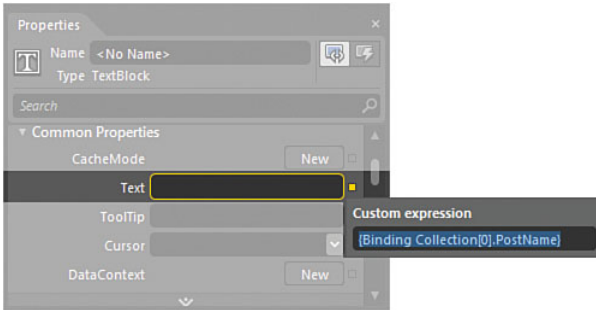 Properties
Name <No Name>
Type TextBlock
Search
Common Properties
CacheMode New
Text
ToolTip
Custom expression
Cursor
{Binding Collection[0].PostName}
DataContext New